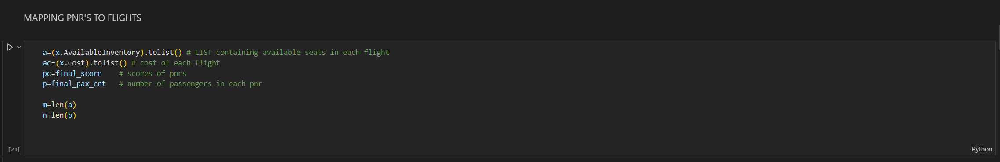 MAPPING PNR'S TO FLIGHTS
a=(x.AvailableInventory).tolist() # LIST containing available seats in each flight
ac=(x.Cost).tolist() # cost of each flight
pc=final_score    # scores of pnrs
p=final_pax_cnt   # number of passengers in each pnr
m=len(a)
n=len(p)
[23]
Python